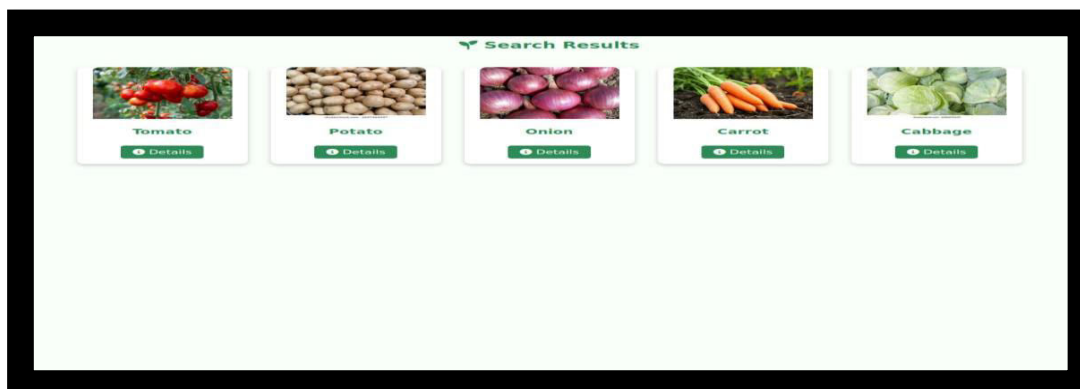 Search Results
Tomato
Potato
Onion
Carrot
Cabbage
Details
Details
Details
Details
Details